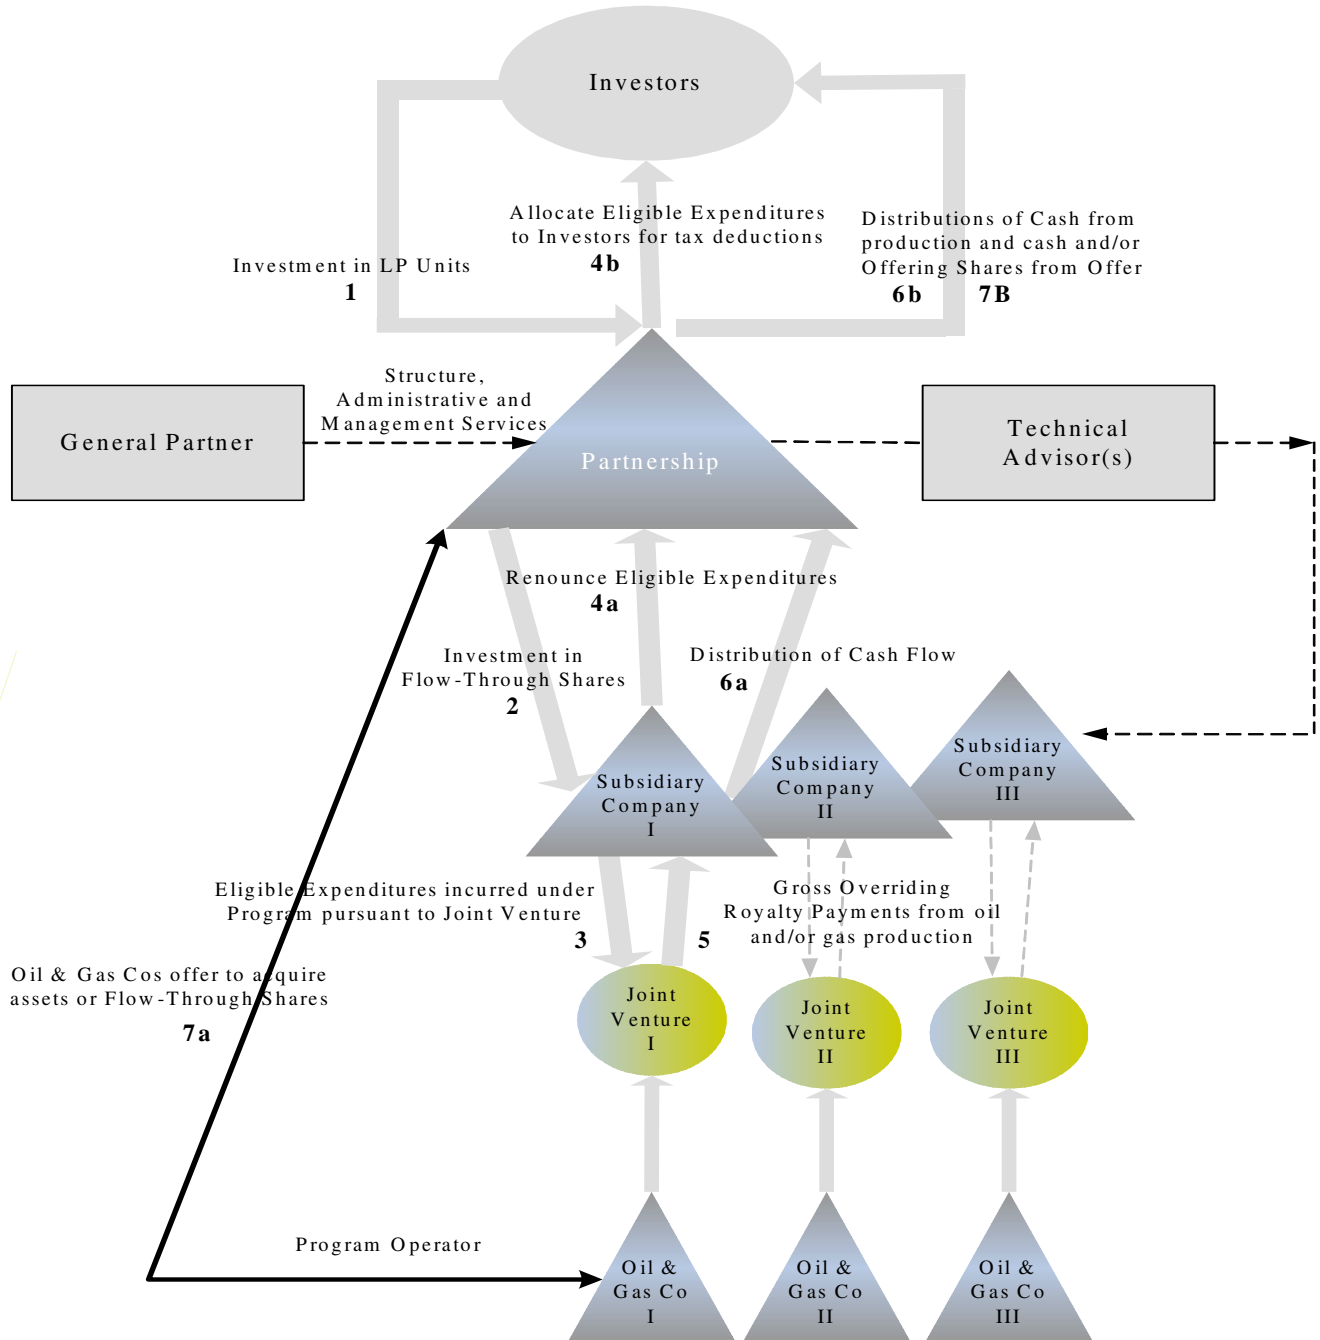 Investors
Allocate Eligible Expenditures
to Investors for tax deductions
4b
Distributions of Cash from
production and cash and/or
Offering Shares from Offer
6b 7B
Investment in LP Units
1
Structure,
Administrative and
Management Services
General Partner
Partnership
Technical
Advisor(s)
Renounce Eligible Expenditures
4a
Investment in
Flow-Through Shares
2
Distribution of Cash Flow
6a
Subsidiary
Company
I
Subsidiary
Company
II
Subsidiary
Company
III
Eligible Expenditures incurred under
Program pursuant to Joint Venture
3
5
Gross Overriding
Royalty Payments from oil
and/or gas production
Oil & Gas Cos offer to acquire
assets or Flow-Through Shares
7a
Joint
Venture
I
Joint
Venture
II
Joint
Venture
III
Program Operator
Oil &
Gas Co
I
Oil &
Gas Co
II
Oil &
Gas Co
III